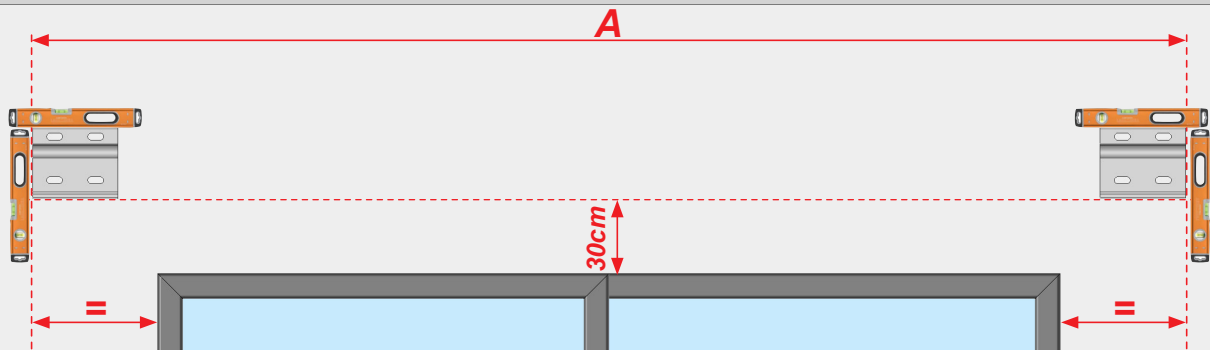 A
30cm
= =